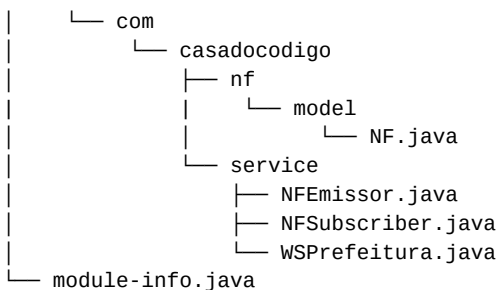 │     └── com
│         └── casadocodigo
│             ├── nf
│             │     └── model
│             │         └── NF.java
│             └── service
│                 ├── NFEmissor.java
│                 ├── NFSubscriber.java
│                 └── WSPrefeitura.java
└── module-info.java